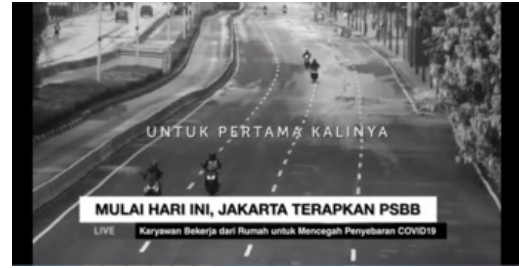 UNTUK PERTAMA KALINYA
MULAI HARI INI, JAKARTA TERAPKAN PSBB
LIVE Karyawan Bekerja dari Rumah untuk Mencegah Penyebaran COVID19